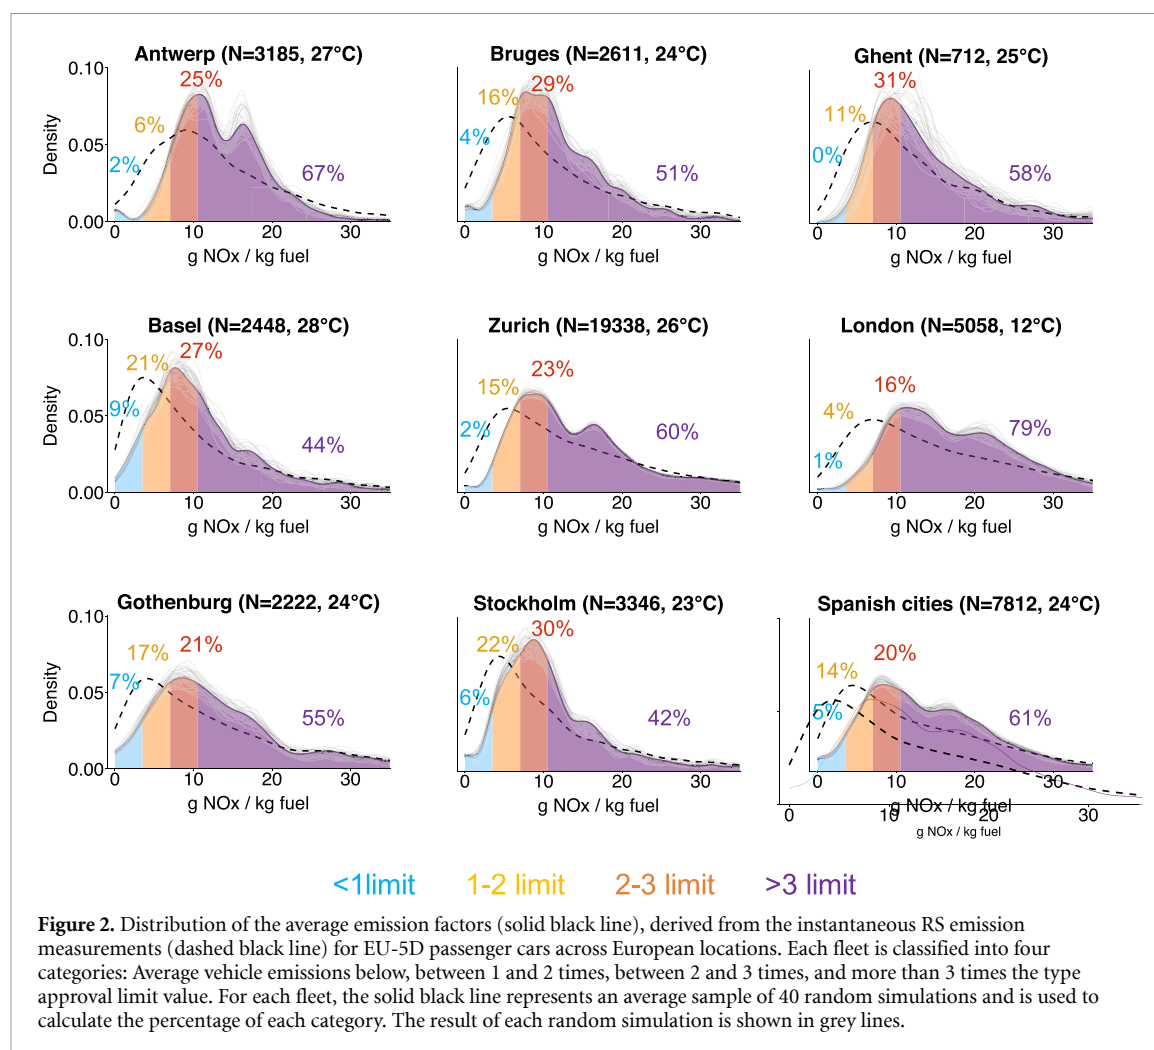 Antwerp (N=3185, 27°C)
0.10
25%
6%
2%
67%
Density
0.05
0.00
0 10 20 30
g NOx / kg fuel
Bruges (N=2611, 24°C)
29%
16%
4%
51%
0 10 20 30
g NOx / kg fuel
Ghent (N=712, 25°C)
31%
11%
0%
58%
0 10 20 30
g NOx / kg fuel
Basel (N=2448, 28°C)
0.10
27%
21%
9%
44%
Density
0.05
0.00
0 10 20 30
g NOx / kg fuel
Zurich (N=19338, 26°C)
23%
15%
2%
60%
0 10 20 30
g NOx / kg fuel
London (N=5058, 12°C)
16%
4%
1%
79%
0 10 20 30
g NOx / kg fuel
Gothenburg (N=2222, 24°C)
0.10
21%
17%
7%
55%
Density
0.05
0.00
0 10 20 30
g NOx / kg fuel
Stockholm (N=3346, 23°C)
30%
22%
6%
42%
0 10 20 30
g NOx / kg fuel
Spanish cities (N=7812, 24°C)
20%
14%
5%
61%
0 10 20 30
g NOx / kg fuel
0 10 20 30
g NOx / kg fuel
<1limit 1-2 limit 2-3 limit >3 limit
Figure 2. Distribution of the average emission factors (solid black line), derived from the instantaneous RS emission
measurements (dashed black line) for EU-5D passenger cars across European locations. Each fleet is classified into four
categories: Average vehicle emissions below, between 1 and 2 times, between 2 and 3 times, and more than 3 times the type
approval limit value. For each fleet, the solid black line represents an average sample of 40 random simulations and is used to
calculate the percentage of each category. The result of each random simulation is shown in grey lines.